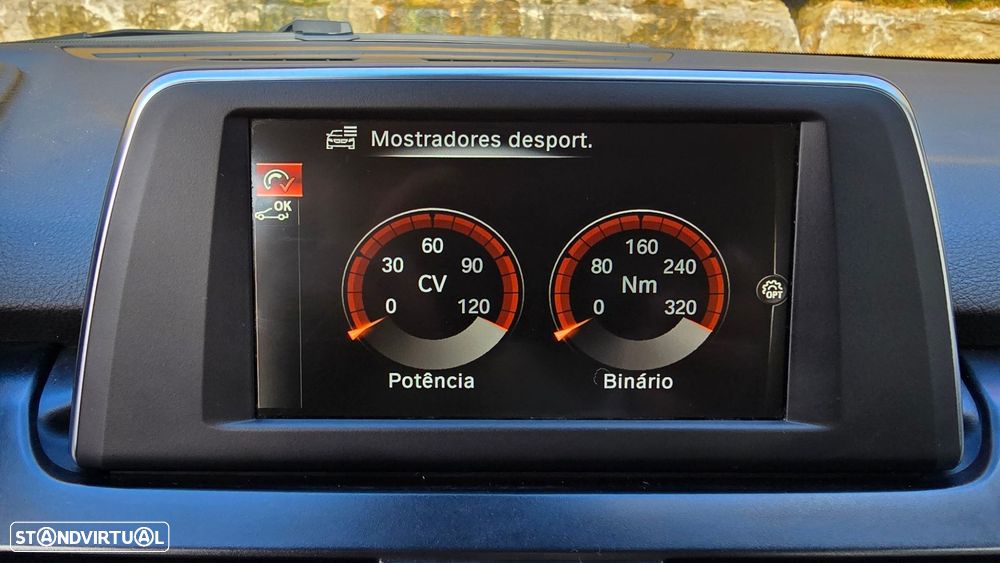 Mostradores desport.
OK
60
30
90
CV
0
120
Potência
160
80
240
Nm
0
320
Binário
OPT
STANDVIRTUAL